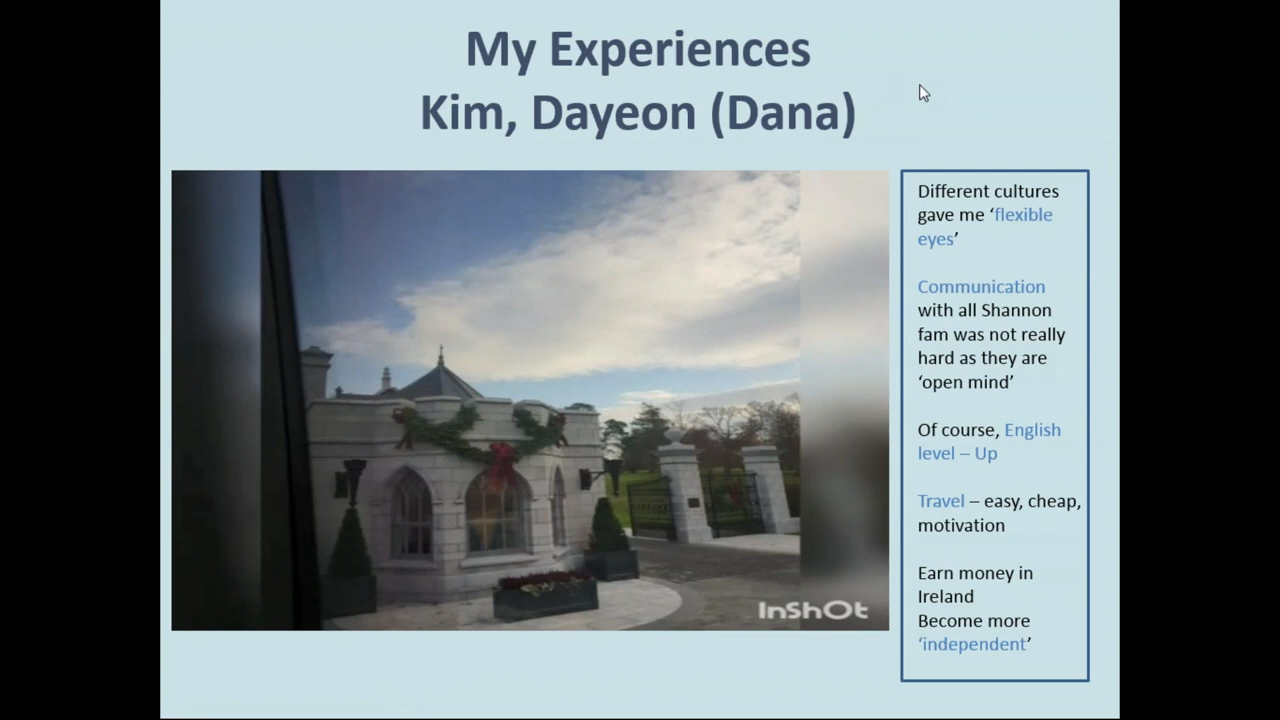 My Experiences
Kim, Dayeon (Dana)
Different cultures
gave me ‘flexible
eyes’
Communication
with all Shannon
fam was not really
hard as they are
‘open mind’
Of course, English
level – Up
Travel – easy, cheap,
motivation
Earn money in
Ireland
Become more
‘independent’
InShOt